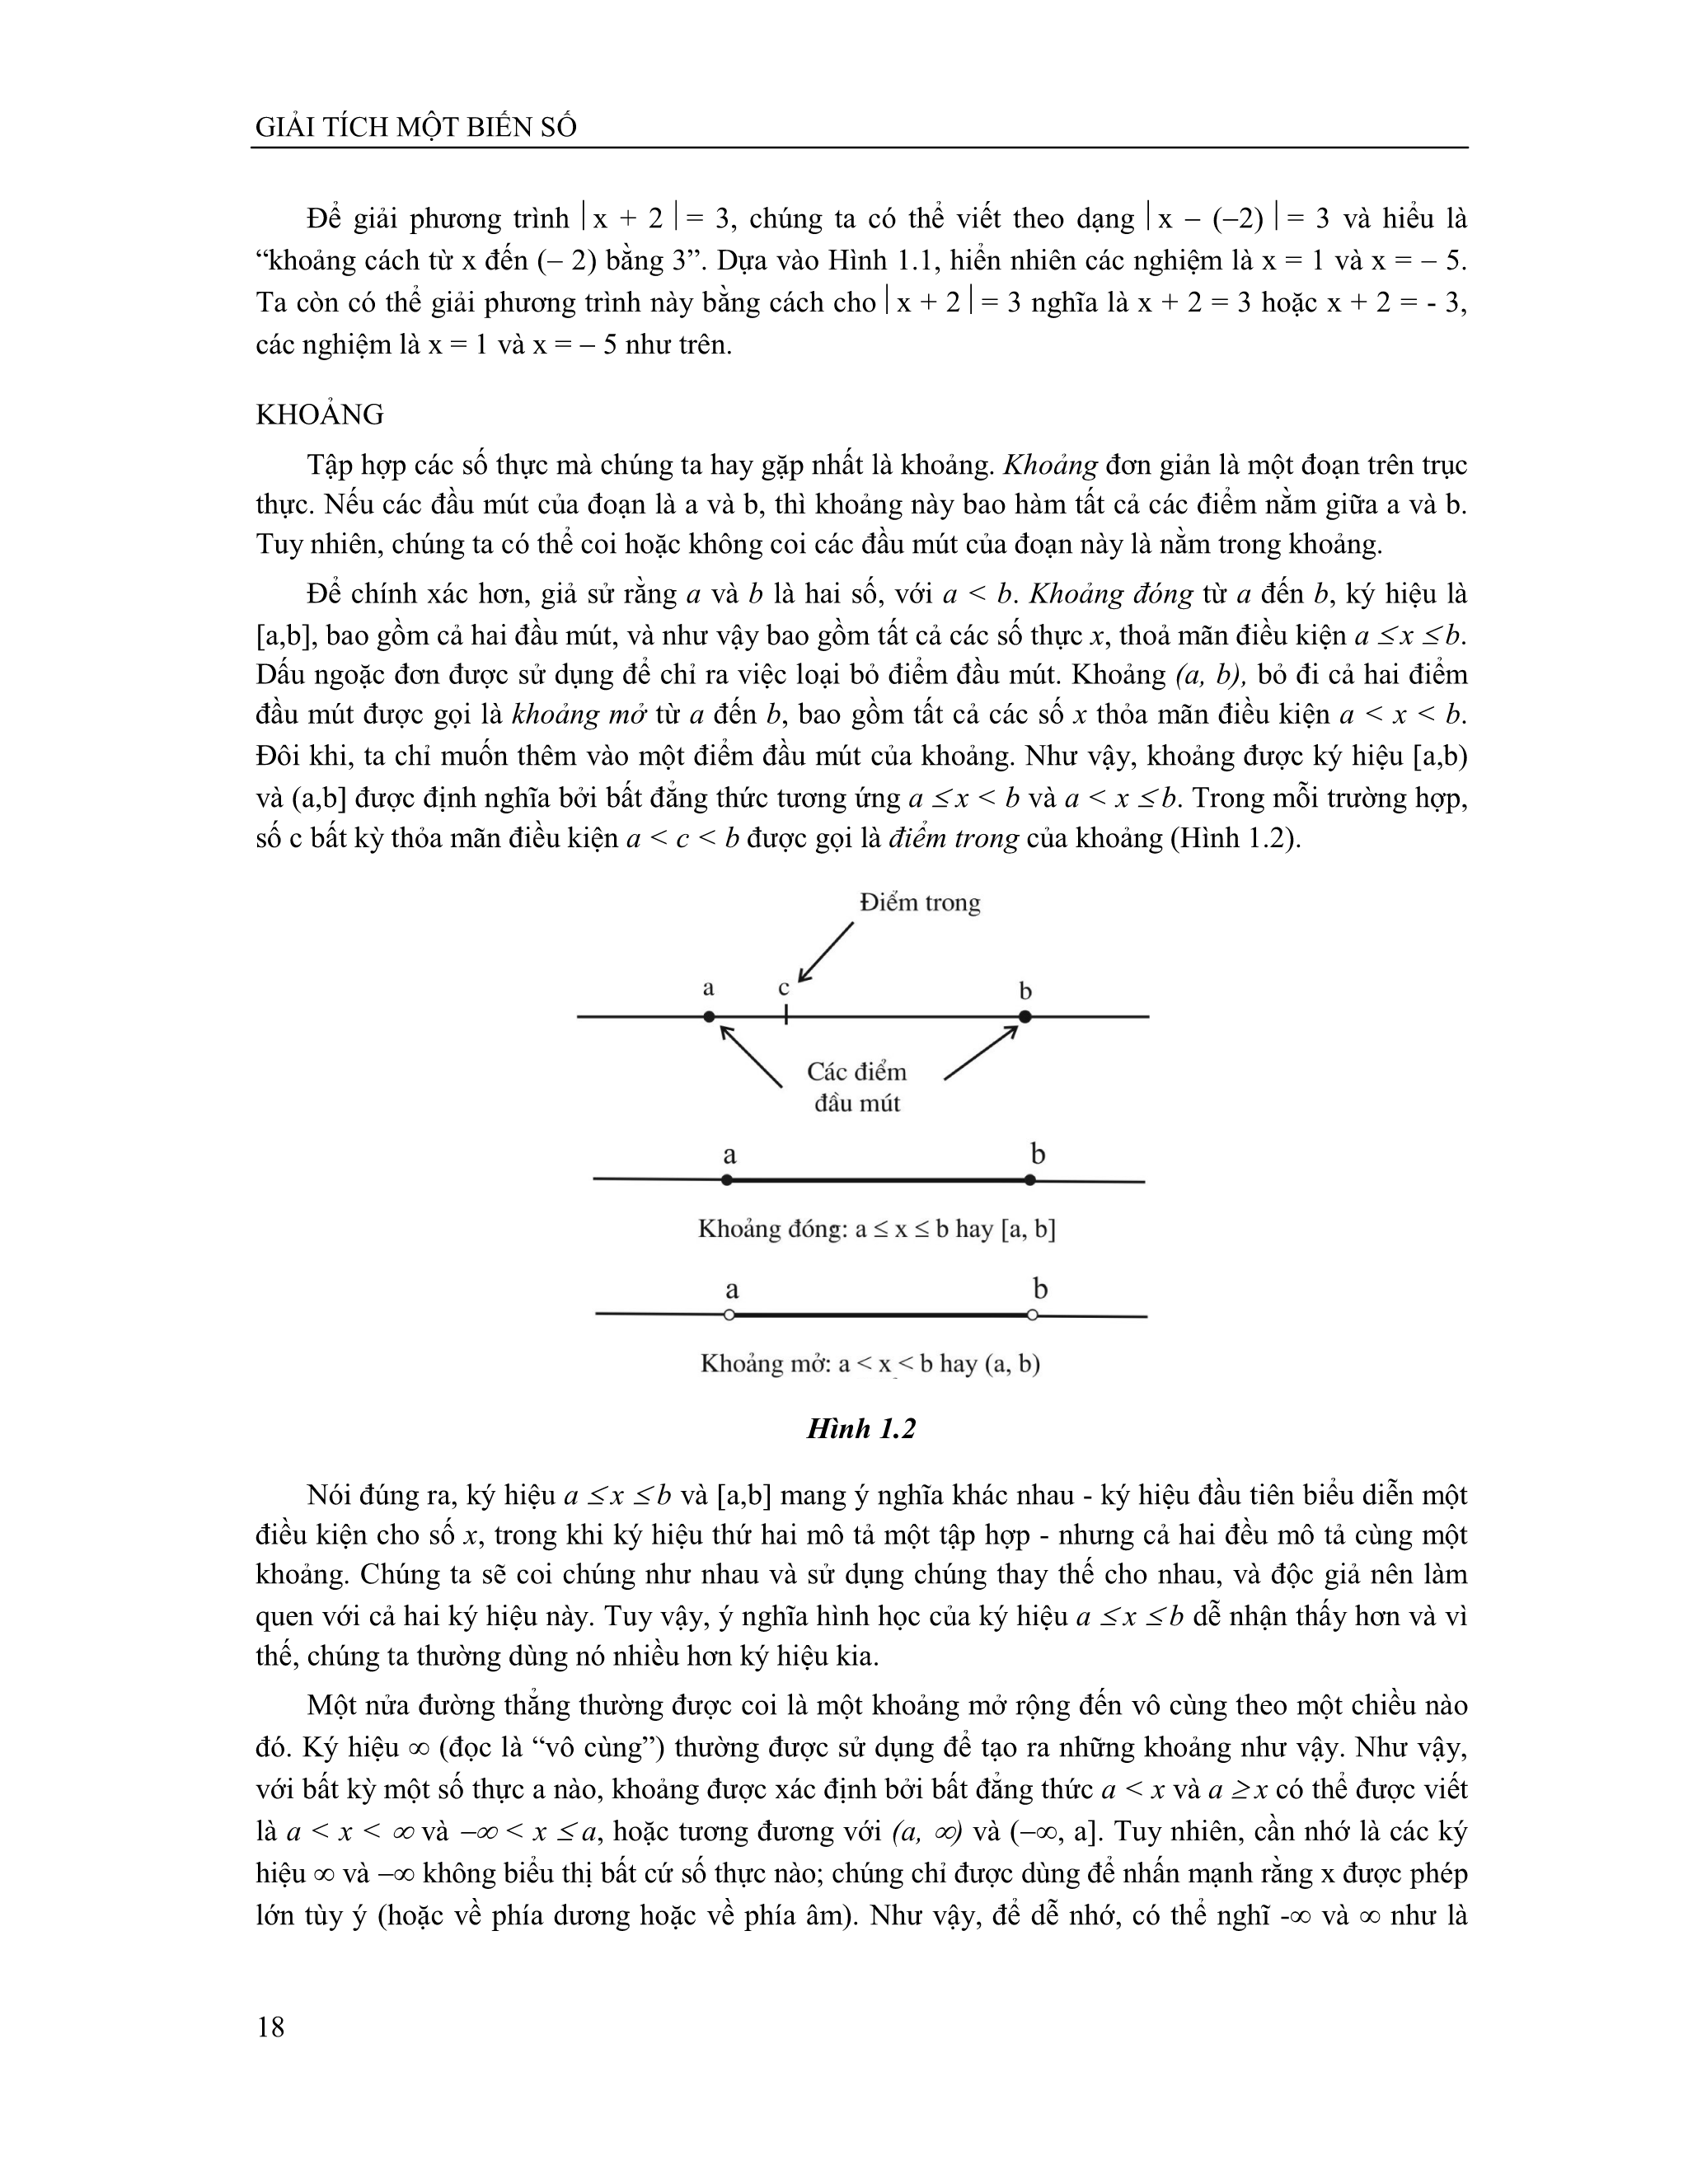 GIẢI TÍCH MỘT BIẾN SỐ
Để giải phương trình |x + 2| = 3, chúng ta có thể viết theo dạng |x – (–2)| = 3 và hiểu là
“khoảng cách từ x đến (– 2) bằng 3”. Dựa vào Hình 1.1, hiển nhiên các nghiệm là x = 1 và x = – 5.
Ta còn có thể giải phương trình này bằng cách cho |x + 2| = 3 nghĩa là x + 2 = 3 hoặc x + 2 = - 3,
các nghiệm là x = 1 và x = – 5 như trên.
KHOẢNG
Tập hợp các số thực mà chúng ta hay gặp nhất là khoảng. Khoảng đơn giản là một đoạn trên trục
thực. Nếu các đầu mút của đoạn là a và b, thì khoảng này bao hàm tất cả các điểm nằm giữa a và b.
Tuy nhiên, chúng ta có thể coi hoặc không coi các đầu mút của đoạn này là nằm trong khoảng.
Để chính xác hơn, giả sử rằng a và b là hai số, với a < b. Khoảng đóng từ a đến b, ký hiệu là
[a,b], bao gồm cả hai đầu mút, và như vậy bao gồm tất cả các số thực x, thoả mãn điều kiện a ≤ x ≤ b.
Dấu ngoặc đơn được sử dụng để chỉ ra việc loại bỏ điểm đầu mút. Khoảng (a, b), bỏ đi cả hai điểm
đầu mút được gọi là khoảng mở từ a đến b, bao gồm tất cả các số x thỏa mãn điều kiện a < x < b.
Đôi khi, ta chỉ muốn thêm vào một điểm đầu mút của khoảng. Như vậy, khoảng được ký hiệu [a,b)
và (a,b] được định nghĩa bởi bất đẳng thức tương ứng a ≤ x < b và a < x ≤ b. Trong mỗi trường hợp,
số c bất kỳ thỏa mãn điều kiện a < c < b được gọi là điểm trong của khoảng (Hình 1.2).
Điểm trong
a c b
Các điểm
đầu mút
a b
Khoảng đóng: a ≤ x ≤ b hay [a, b]
a b
Khoảng mở: a < x < b hay (a, b)
Hình 1.2
Nói đúng ra, ký hiệu a ≤ x ≤ b và [a,b] mang ý nghĩa khác nhau - ký hiệu đầu tiên biểu diễn một
điều kiện cho số x, trong khi ký hiệu thứ hai mô tả một tập hợp - nhưng cả hai đều mô tả cùng một
khoảng. Chúng ta sẽ coi chúng như nhau và sử dụng chúng thay thế cho nhau, và độc giả nên làm
quen với cả hai ký hiệu này. Tuy vậy, ý nghĩa hình học của ký hiệu a ≤ x ≤ b dễ nhận thấy hơn và vì
thế, chúng ta thường dùng nó nhiều hơn ký hiệu kia.
Một nửa đường thẳng thường được coi là một khoảng mở rộng đến vô cùng theo một chiều nào
đó. Ký hiệu ∞ (đọc là “vô cùng”) thường được sử dụng để tạo ra những khoảng như vậy. Như vậy,
với bất kỳ một số thực a nào, khoảng được xác định bởi bất đẳng thức a < x và a ≥ x có thể được viết
là a < x < ∞ và –∞ < x ≤ a, hoặc tương đương với (a, ∞) và (–∞, a]. Tuy nhiên, cần nhớ là các ký
hiệu ∞ và –∞ không biểu thị bất cứ số thực nào; chúng chỉ được dùng để nhấn mạnh rằng x được phép
lớn tùy ý (hoặc về phía dương hoặc về phía âm). Như vậy, để dễ nhớ, có thể nghĩ -∞ và ∞ như là
18